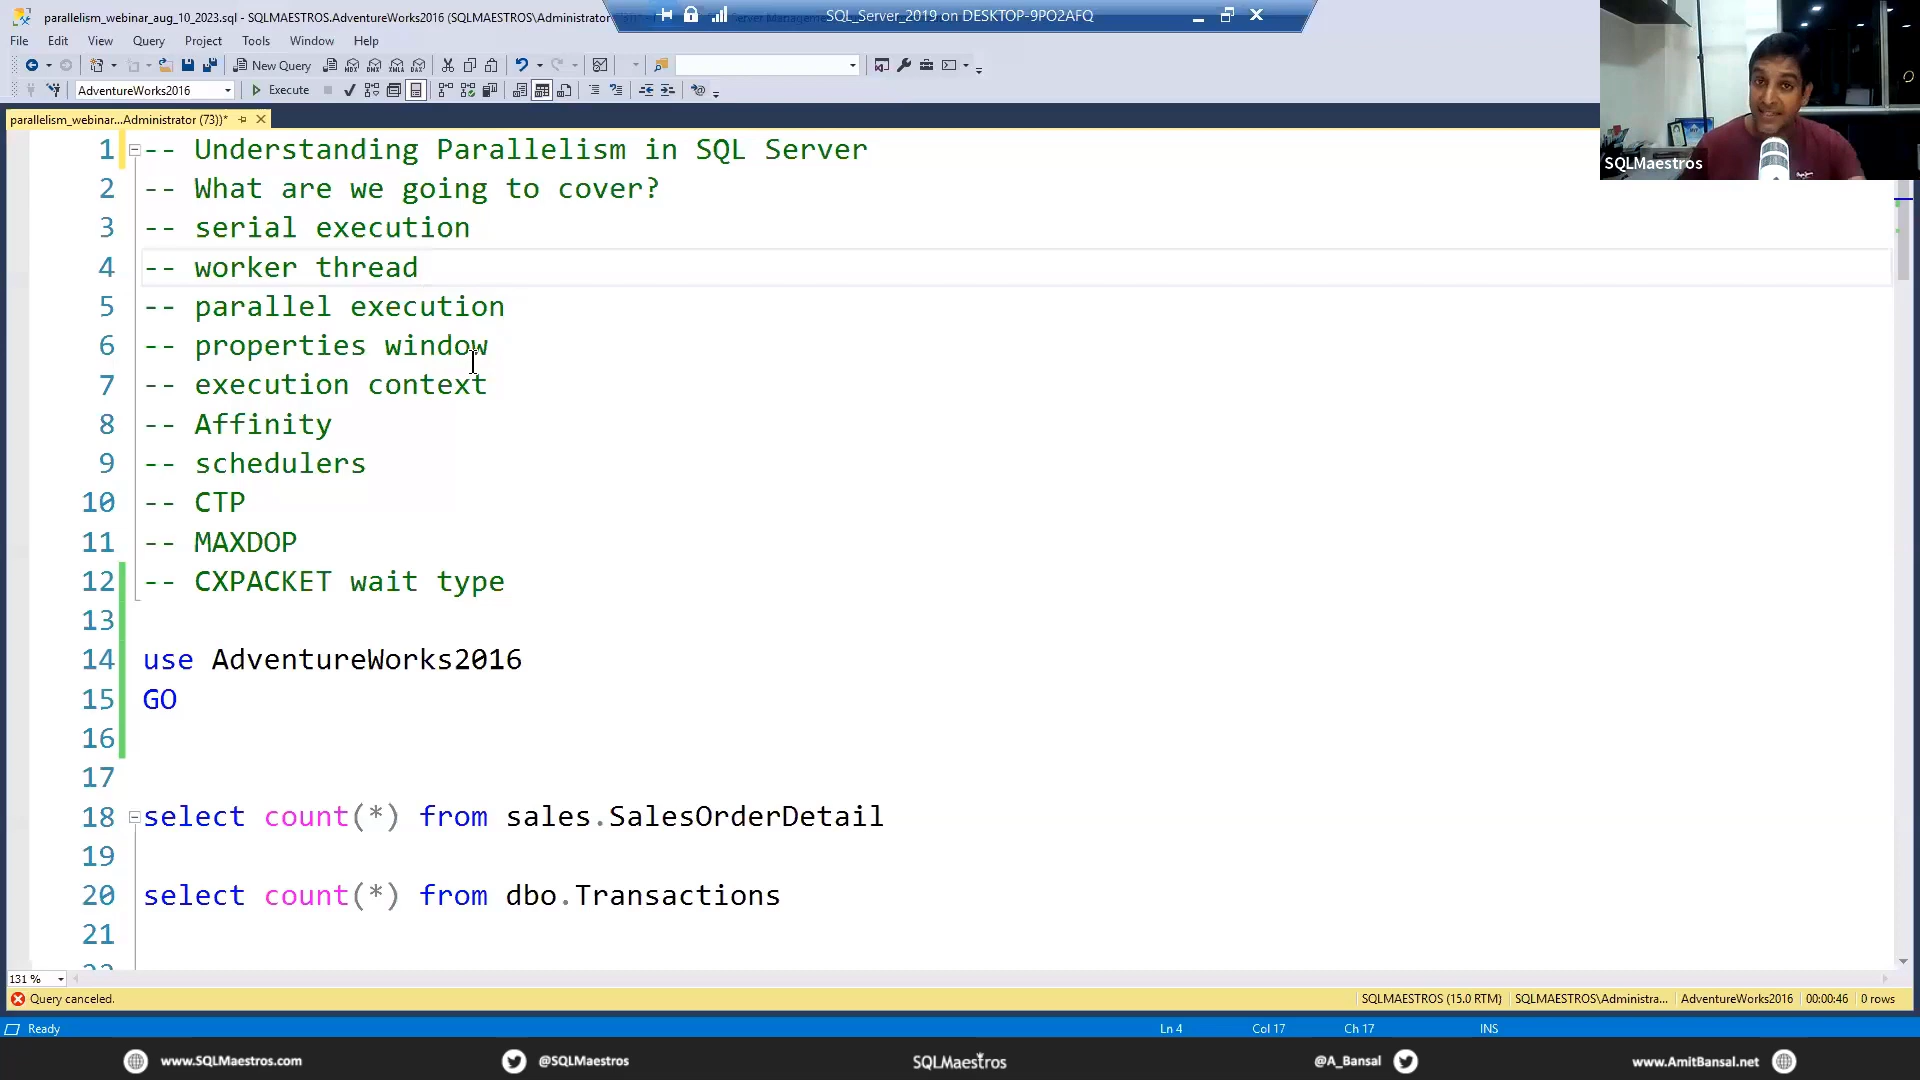 parallelism_webinar_aug_10_2023.sql - SQLMAESTROS.AdventureWorks2016 (SQLMAESTROS\Administrator
SQL_Server_2019 on DESKTOP-9PO2AFQ
File Edit View Query Project Tools Window Help
New Query
AdventureWorks2016 Execute
parallelism_webinar...Administrator (73))*
SQLMaestros
1 -- Understanding Parallelism in SQL Server
2 -- What are we going to cover?
3 -- serial execution
4 -- worker thread
5 -- parallel execution
6 -- properties window
7 -- execution context
8 -- Affinity
9 -- schedulers
10 -- CTP
11 -- MAXDOP
12 -- CXPACKET wait type
13
14 use AdventureWorks2016
15 GO
16
17
18 select count(*) from sales.SalesOrderDetail
19
20 select count(*) from dbo.Transactions
21
131 %
Query canceled. SQLMAESTROS (15.0 RTM) SQLMAESTROS\Administra... AdventureWorks2016 00:00:46 0 rows
Ready Ln 4 Col 17 Ch 17 INS
www.SQLMaestros.com @SQLMaestros SQLMaestros @A_Bansal www.AmitBansal.net